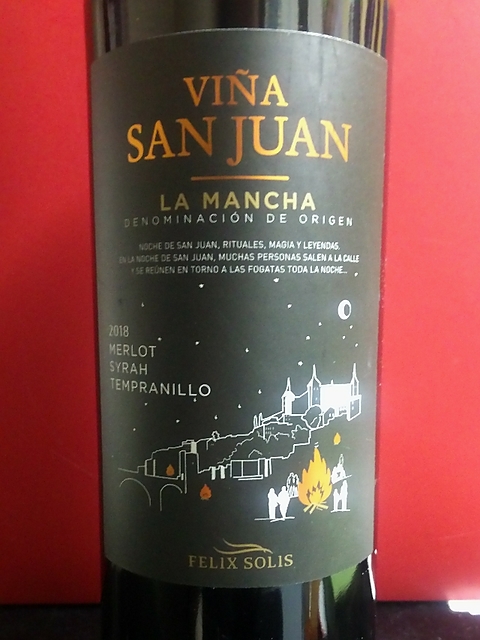 VIÑA
SAN JUAN
LA MANCHA
DENOMINACIÓN DE ORIGEN
NOCHE DE SAN JUAN, RITUALES, MAGIA Y LEYENDAS.
EN LA NOCHE DE SAN JUAN, MUCHAS PERSONAS SALEN A LA CALLE
Y SE REÚNEN EN TORNO A LAS FOGATAS TODA LA NOCHE...
2018
MERLOT
SYRAH
TEMPRANILLO
FELIX SOLIS